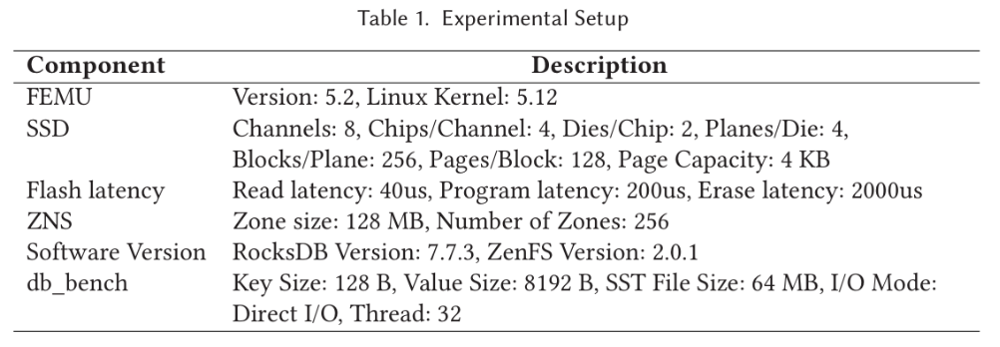 Table 1. Experimental Setup
Component Description
FEMU Version: 5.2, Linux Kernel: 5.12
SSD Channels: 8, Chips/Channel: 4, Dies/Chip: 2, Planes/Die: 4,
Blocks/Plane: 256, Pages/Block: 128, Page Capacity: 4 KB
Flash latency Read latency: 40us, Program latency: 200us, Erase latency: 2000us
ZNS Zone size: 128 MB, Number of Zones: 256
Software Version RocksDB Version: 7.7.3, ZenFS Version: 2.0.1
db_bench Key Size: 128 B, Value Size: 8192 B, SST File Size: 64 MB, I/O Mode:
Direct I/O, Thread: 32